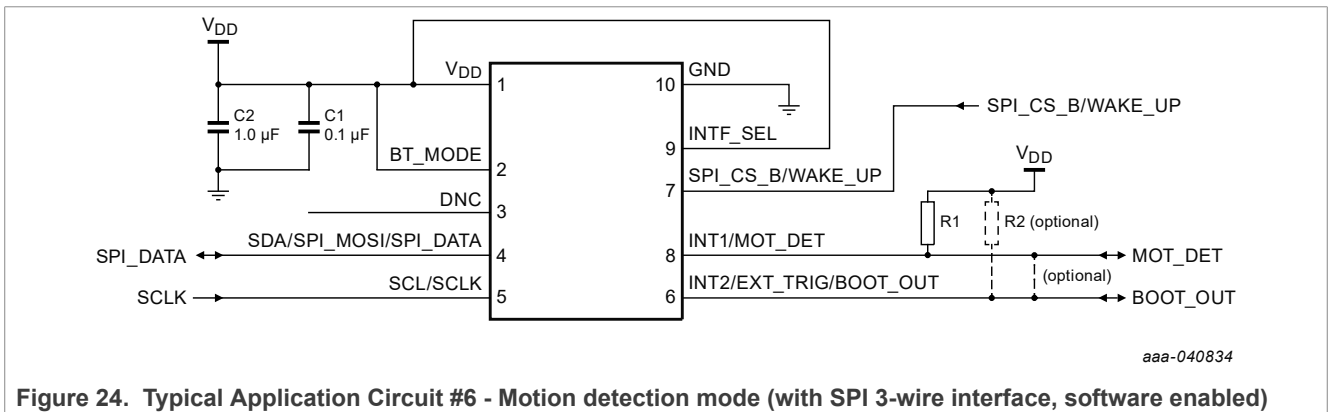 VDD
C2
1.0 µF
C1
0.1 µF
VDD
1
BT_MODE
2
DNC
3
SPI_DATA
SDA/SPI_MOSI/SPI_DATA
4
SCLK
SCL/SCLK
5
10
GND
9
INTF_SEL
SPI_CS_B/WAKE_UP
7
SPI_CS_B/WAKE_UP
VDD
R1
R2 (optional)
8
INT1/MOT_DET
MOT_DET
(optional)
6
INT2/EXT_TRIG/BOOT_OUT
BOOT_OUT
aaa-040834
Figure 24. Typical Application Circuit #6 - Motion detection mode (with SPI 3-wire interface, software enabled)